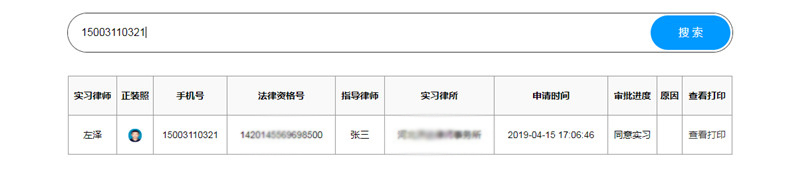 15003110321
搜 索
实习律师 正装照 手机号 法律资格号 指导律师 实习律所 申请时间 审批进度 原因 查看打印
左泽 15003110321 1420145569698500 张三 2019-04-15 17:06:46 同意实习 查看打印